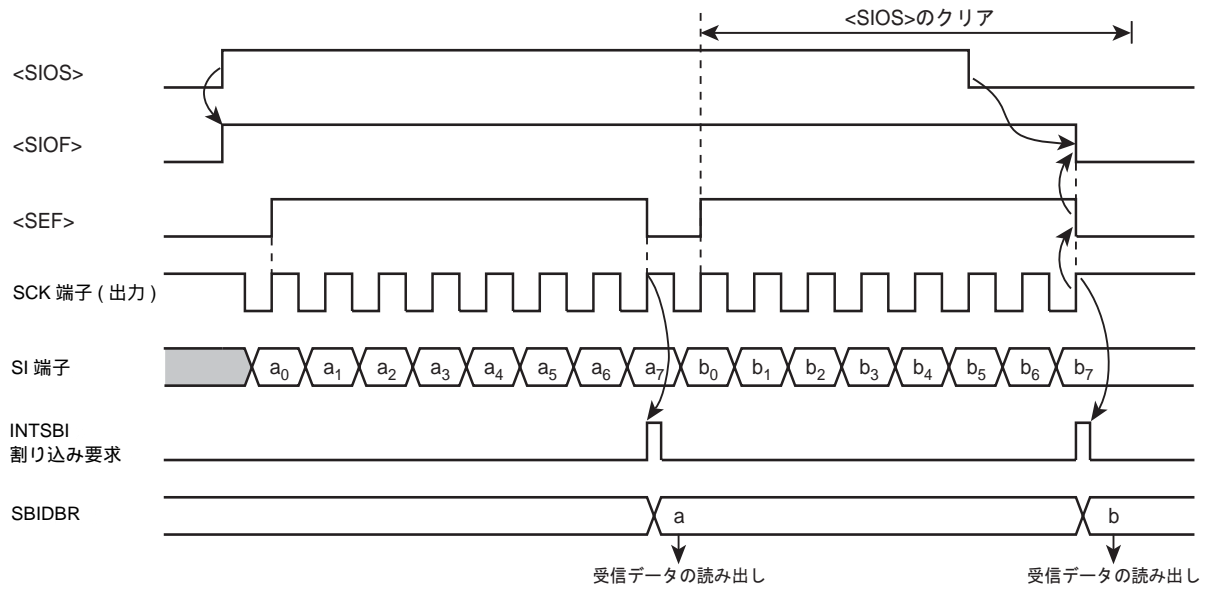 <SIOS>のクリア
<SIOS>
<SIOF>
<SEF>
SCK 端子 ( 出力 )
SI 端子
a0 a1 a2 a3 a4 a5 a6 a7 b0 b1 b2 b3 b4 b5 b6 b7
INTSBI
割り込み要求
SBIDBR
a b
受信データの読み出し 受信データの読み出し